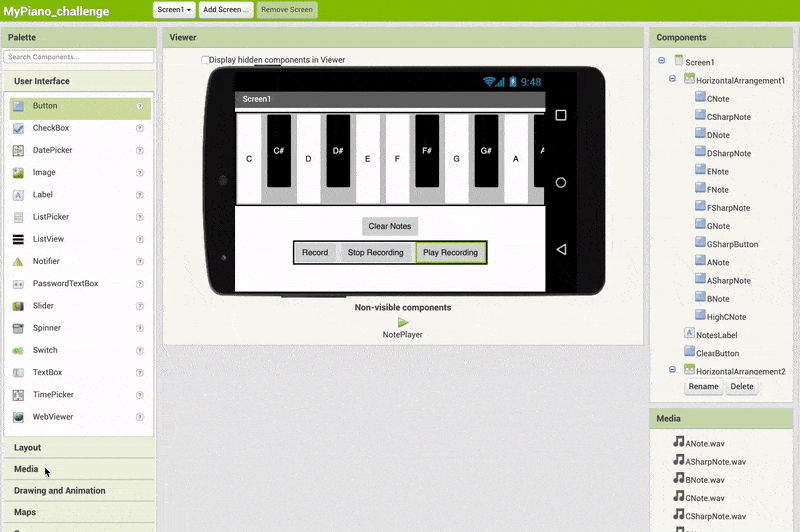 MyPiano_challenge
Screen1
Add Screen ...
Remove Screen
Palette
Search Components...
User Interface
Button
CheckBox
DatePicker
Image
Label
ListPicker
ListView
Notifier
PasswordTextBox
Slider
Spinner
Switch
TextBox
TimePicker
WebViewer
Layout
Media
Drawing and Animation
Maps
Viewer
Display hidden components in Viewer
9:48
Screen1
C
C#
D
D#
E
F
F#
G
G#
A
Clear Notes
Record
Stop Recording
Play Recording
Non-visible components
NotePlayer
Components
Screen1
HorizontalArrangement1
CNote
CSharpNote
DNote
DSharpNote
ENote
FNote
FSharpNote
GNote
GSharpButton
ANote
ASharpNote
BNote
HighCNote
NotesLabel
ClearButton
HorizontalArrangement2
Rename
Delete
Media
ANote.wav
ASharpNote.wav
BNote.wav
CNote.wav
CSharpNote.wav